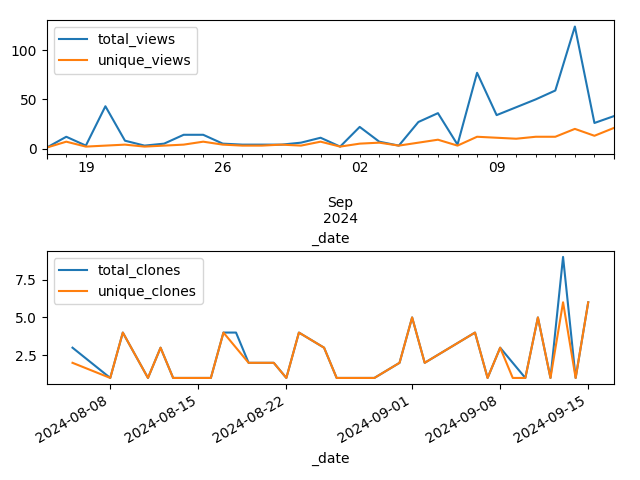 total_views
unique_views
100
50
0
19 26 02 09
Sep
2024
_date
total_clones
unique_clones
7.5
5.0
2.5
2024-08-08 2024-08-15 2024-08-22 2024-09-01 2024-09-08 2024-09-15
_date